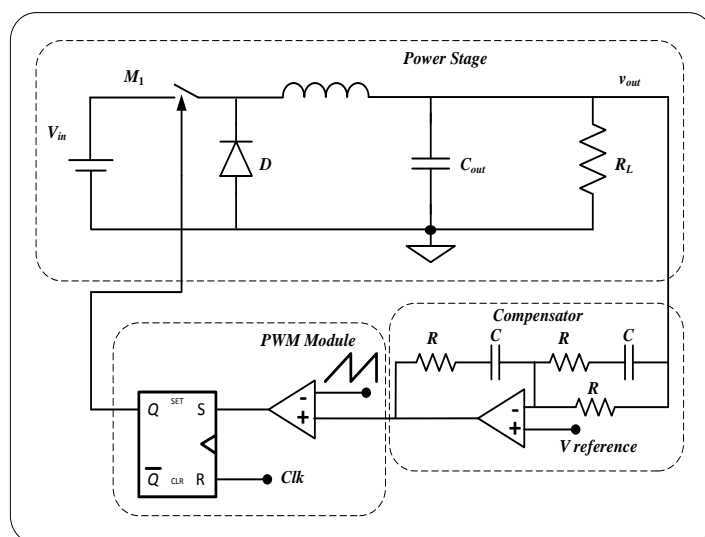 Power Stage
M1
vout
Vin
D
Cout
RL
Compensator
PWM Module
R
C
R
C
R
-
+
-
+
V reference
Q
SET
S
Q
CLR
R
Clk